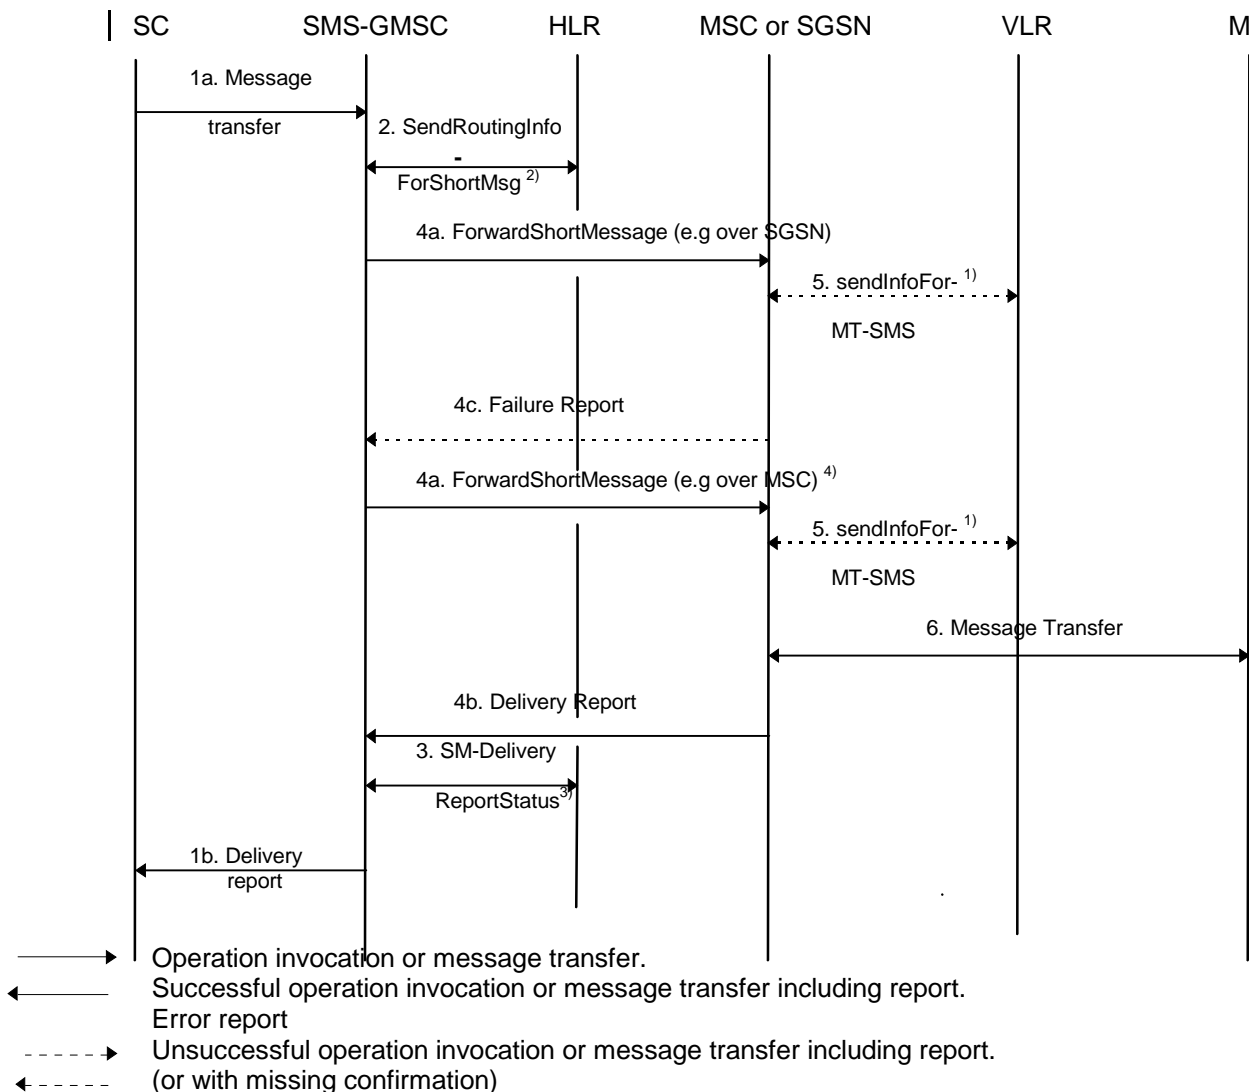 SC SMS-GMSC HLR MSC or SGSN VLR M
1a. Message
transfer
2. SendRoutingInfo
-
ForShortMsg 2)
4a. ForwardShortMessage (e.g over SGSN)
5. sendInfoFor- 1)
MT-SMS
4c. Failure Report
4a. ForwardShortMessage (e.g over MSC) 4)
5. sendInfoFor- 1)
MT-SMS
6. Message Transfer
4b. Delivery Report
3. SM-Delivery
ReportStatus3)
1b. Delivery
report
.
Operation invocation or message transfer.
Successful operation invocation or message transfer including report.
Error report
Unsuccessful operation invocation or message transfer including report.
(or with missing confirmation)